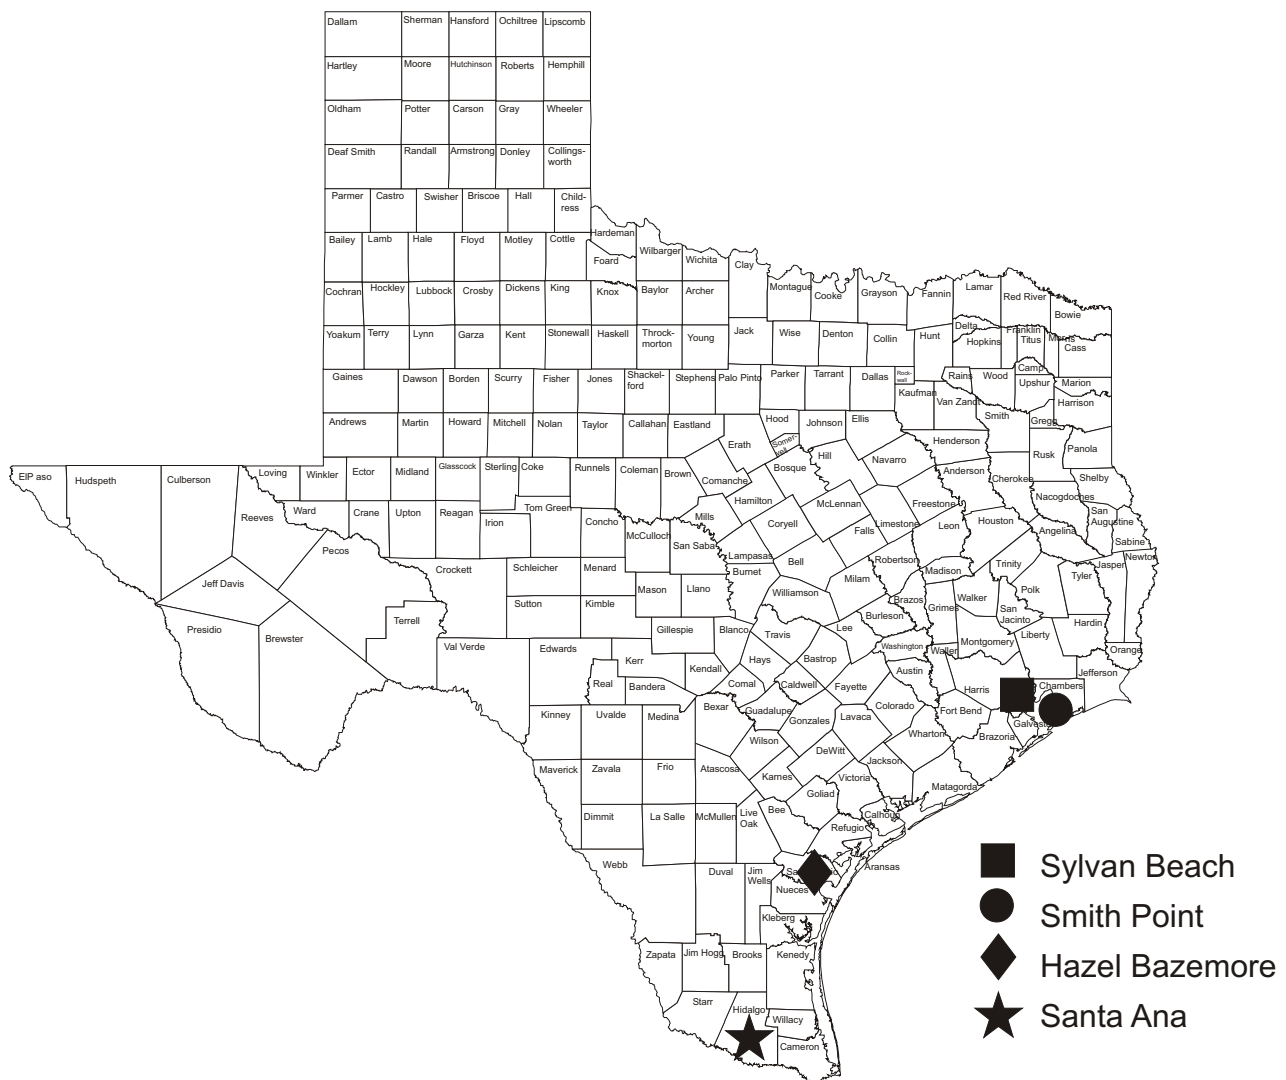 Dallam
Sherman
Hansford
Ochiltree
Lipscomb
Hartley
Moore
Hutchinson
Roberts
Hemphill
Oldham
Potter
Carson
Gray
Wheeler
Deaf Smith
Randall
Armstrong
Donley
Collings-
worth
Parmer
Castro
Swisher
Briscoe
Hall
Child-
ress
Hardeman
Bailey
Lamb
Hale
Floyd
Motley
Cottle
Foard
Wilbarger
Wichita
Clay
Montague
Cooke
Grayson
Fannin
Lamar
Red River
Bowie
Cochran
Hockley
Lubbock
Crosby
Dickens
King
Knox
Baylor
Archer
Yoakum
Terry
Lynn
Garza
Kent
Stonewall
Haskell
Throck-
morton
Young
Jack
Wise
Denton
Collin
Hunt
Delta
Hopkins
Franklin
Titus
Morris
Cass
Gaines
Dawson
Borden
Scurry
Fisher
Jones
Shackel-
ford
Stephens
Palo Pinto
Parker
Tarrant
Dallas
Rock-
wall
Kaufman
Rains
Wood
Camp
Upshur
Marion
Van Zandt
Smith
Gregg
Harrison
Andrews
Martin
Howard
Mitchell
Nolan
Taylor
Callahan
Eastland
Erath
Hood
Somer-
vell
Johnson
Ellis
Henderson
Rusk
Panola
ElP aso
Hudspeth
Culberson
Loving
Winkler
Ector
Midland
Glasscock
Sterling
Coke
Runnels
Coleman
Brown
Comanche
Bosque
Hill
Navarro
Anderson
Cherokee
Shelby
Nacogdoches
Reeves
Ward
Crane
Upton
Reagan
Irion
Tom Green
Concho
McCulloch
San Saba
Mills
Hamilton
Coryell
McLennan
Limestone
Freestone
Falls
Leon
Houston
Angelina
San
Augustine
Sabine
Newton
Jasper
Pecos
Jeff Davis
Crockett
Schleicher
Menard
Mason
Llano
Lampasas
Burnet
Bell
Milam
Robertson
Madison
Trinity
Polk
Tyler
Presidio
Brewster
Terrell
Val Verde
Sutton
Kimble
Gillespie
Blanco
Williamson
Travis
Lee
Burleson
Brazos
Grimes
Walker
San
Jacinto
Liberty
Hardin
Orange
Jefferson
Edwards
Kerr
Real
Bandera
Kendall
Hays
Comal
Caldwell
Bastrop
Fayette
Washington
Austin
Waller
Montgomery
Harris
Chambers
Galvest
Kinney
Uvalde
Medina
Bexar
Guadalupe
Gonzales
Lavaca
Colorado
Fort Bend
Brazoria
Wharton
Wilson
DeWitt
Jackson
Matagorda
Maverick
Zavala
Frio
Atascosa
Karnes
Goliad
Victoria
Calhoun
Dimmit
La Salle
McMullen
Live
Oak
Bee
Refugio
Aransas
Webb
Duval
Jim
Wells
Nueces
Kleberg
Zapata
Jim Hogg
Brooks
Kenedy
Starr
Hidalgo
Willacy
Cameron
Sylvan Beach
Smith Point
Hazel Bazemore
Santa Ana